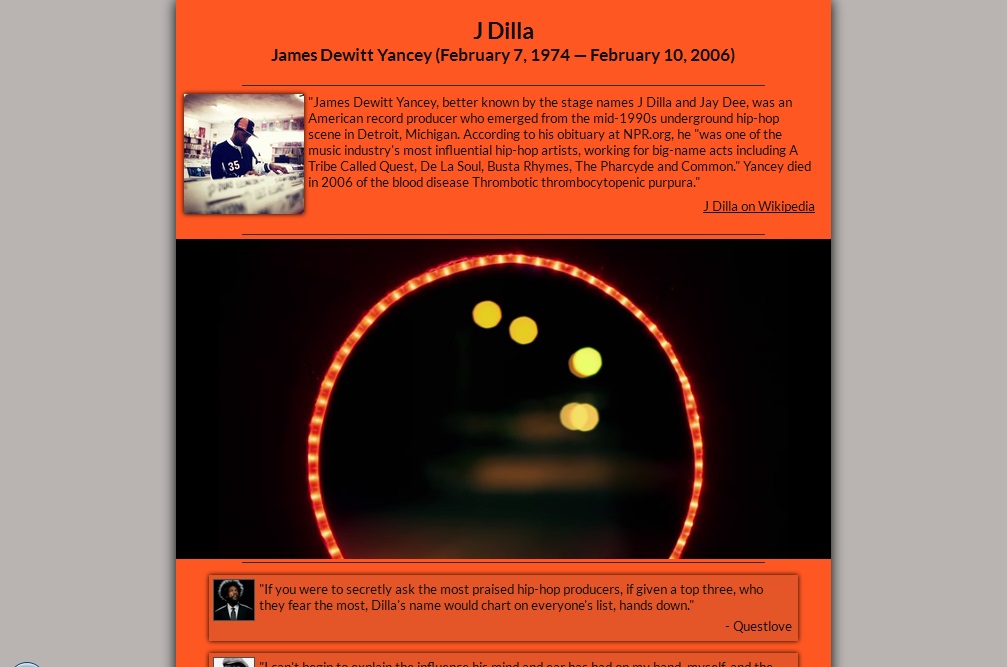 J Dilla
James Dewitt Yancey (February 7, 1974 — February 10, 2006)
"James Dewitt Yancey, better known by the stage names J Dilla and Jay Dee, was an
American record producer who emerged from the mid-1990s underground hip-hop
scene in Detroit, Michigan. According to his obituary at NPR.org, he "was one of the
music industry's most influential hip-hop artists, working for big-name acts including A
Tribe Called Quest, De La Soul, Busta Rhymes, The Pharcyde and Common." Yancey died
in 2006 of the blood disease Thrombotic thrombocytopenic purpura."
35
J Dilla on Wikipedia
"If you were to secretly ask the most praised hip-hop producers, if given a top three, who
they fear the most, Dilla's name would chart on everyone's list, hands down."
- Questlove
"I can't begin to explain the influence his mind and ear has had on my band, myself, and the